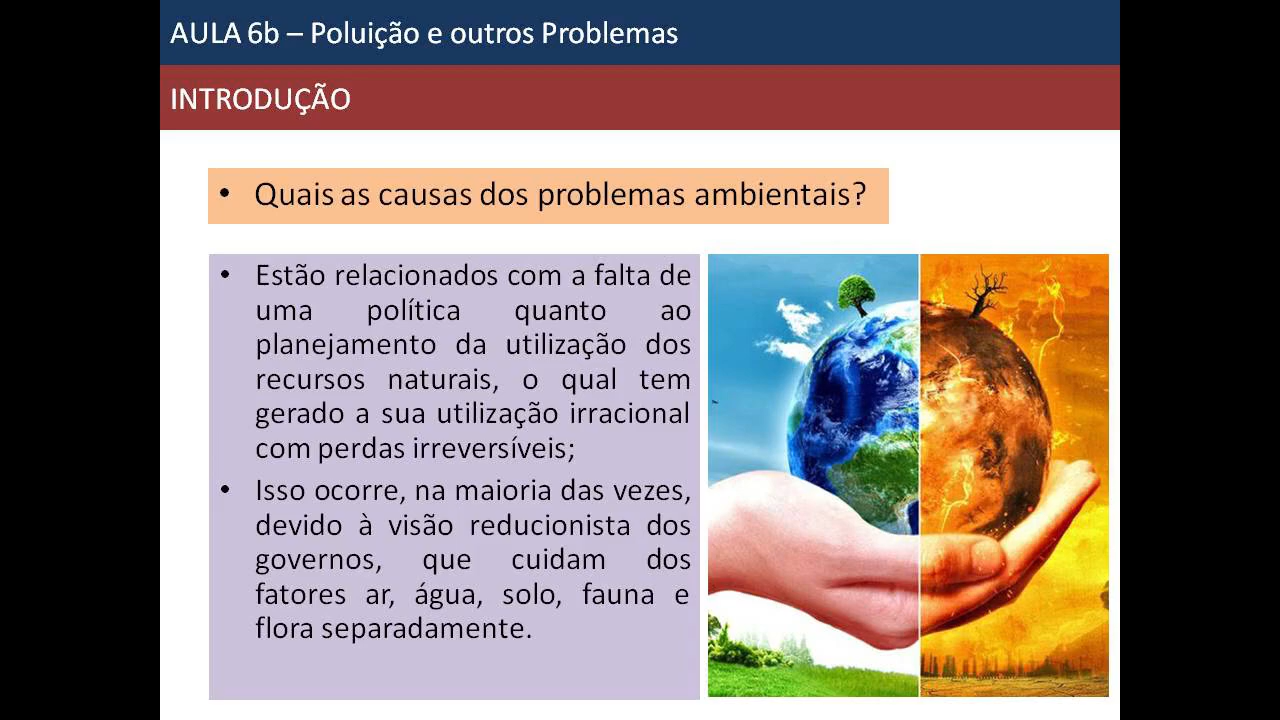 AULA 6b – Poluição e outros Problemas
INTRODUÇÃO
• Quais as causas dos problemas ambientais?
• Estão relacionados com a falta de
uma política quanto ao
planejamento da utilização dos
recursos naturais, o qual tem
gerado a sua utilização irracional
com perdas irreversíveis;
• Isso ocorre, na maioria das vezes,
devido à visão reducionista dos
governos, que cuidam dos
fatores ar, água, solo, fauna e
flora separadamente.